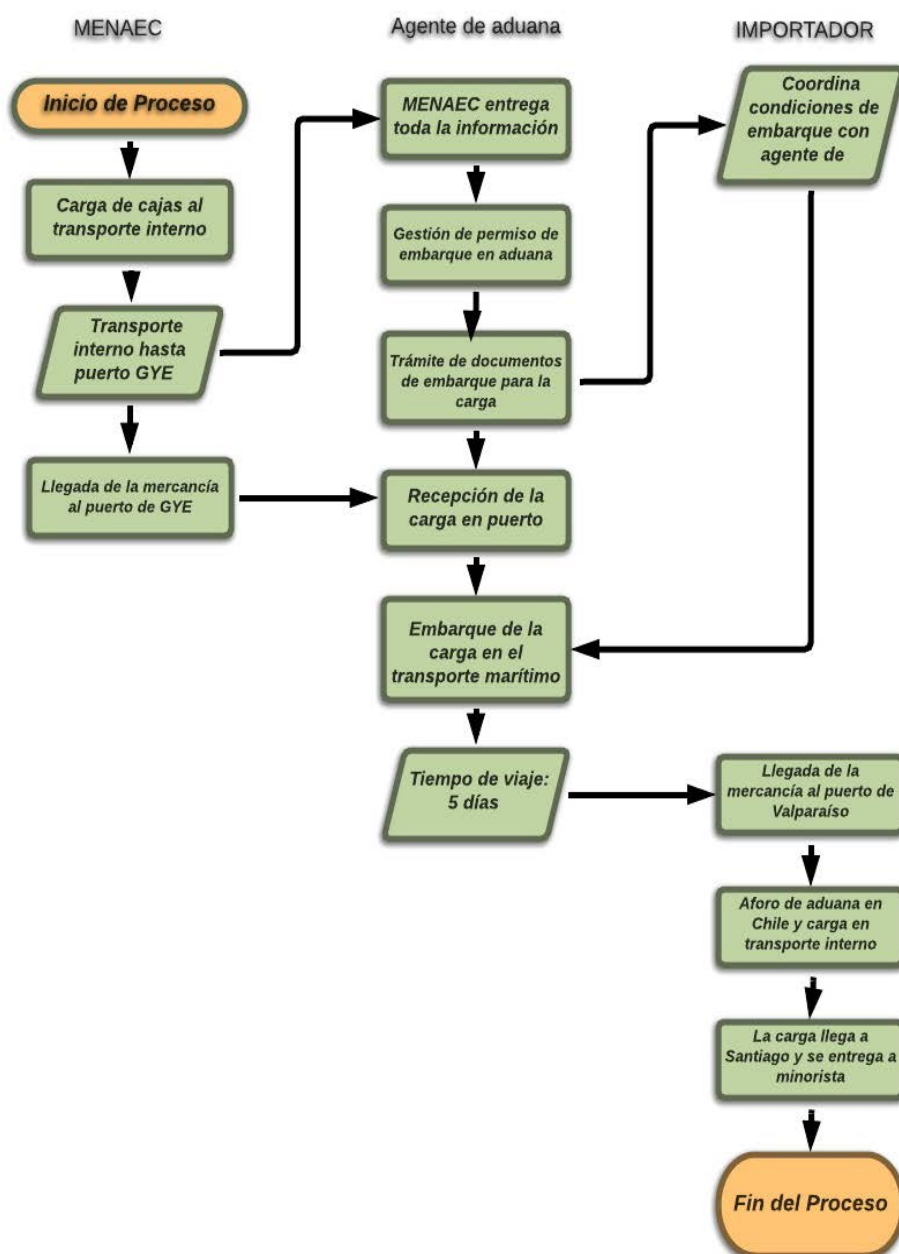 MENAEC
Agente de aduana
IMPORTADOR
Inicio de Proceso
Carga de cajas al
transporte interno
Transporte
interno hasta
puerto GYE
Llegada de la mercancía
al puerto de GYE
MENAEC entrega
toda la información
Gestión de permiso de
embarque en aduana
Trámite de documentos
de embarque para la
carga
Recepción de la
carga en puerto
Embarque de la
carga en el
transporte marítimo
Tiempo de viaje:
5 días
Coordina
condiciones de
embarque con
agente de
Llegada de la
mercancía al puerto de
Valparaíso
Aforo de aduana en
Chile y carga en
transporte interno
La carga llega a
Santiago y se entrega a
minorista
Fin del Proceso